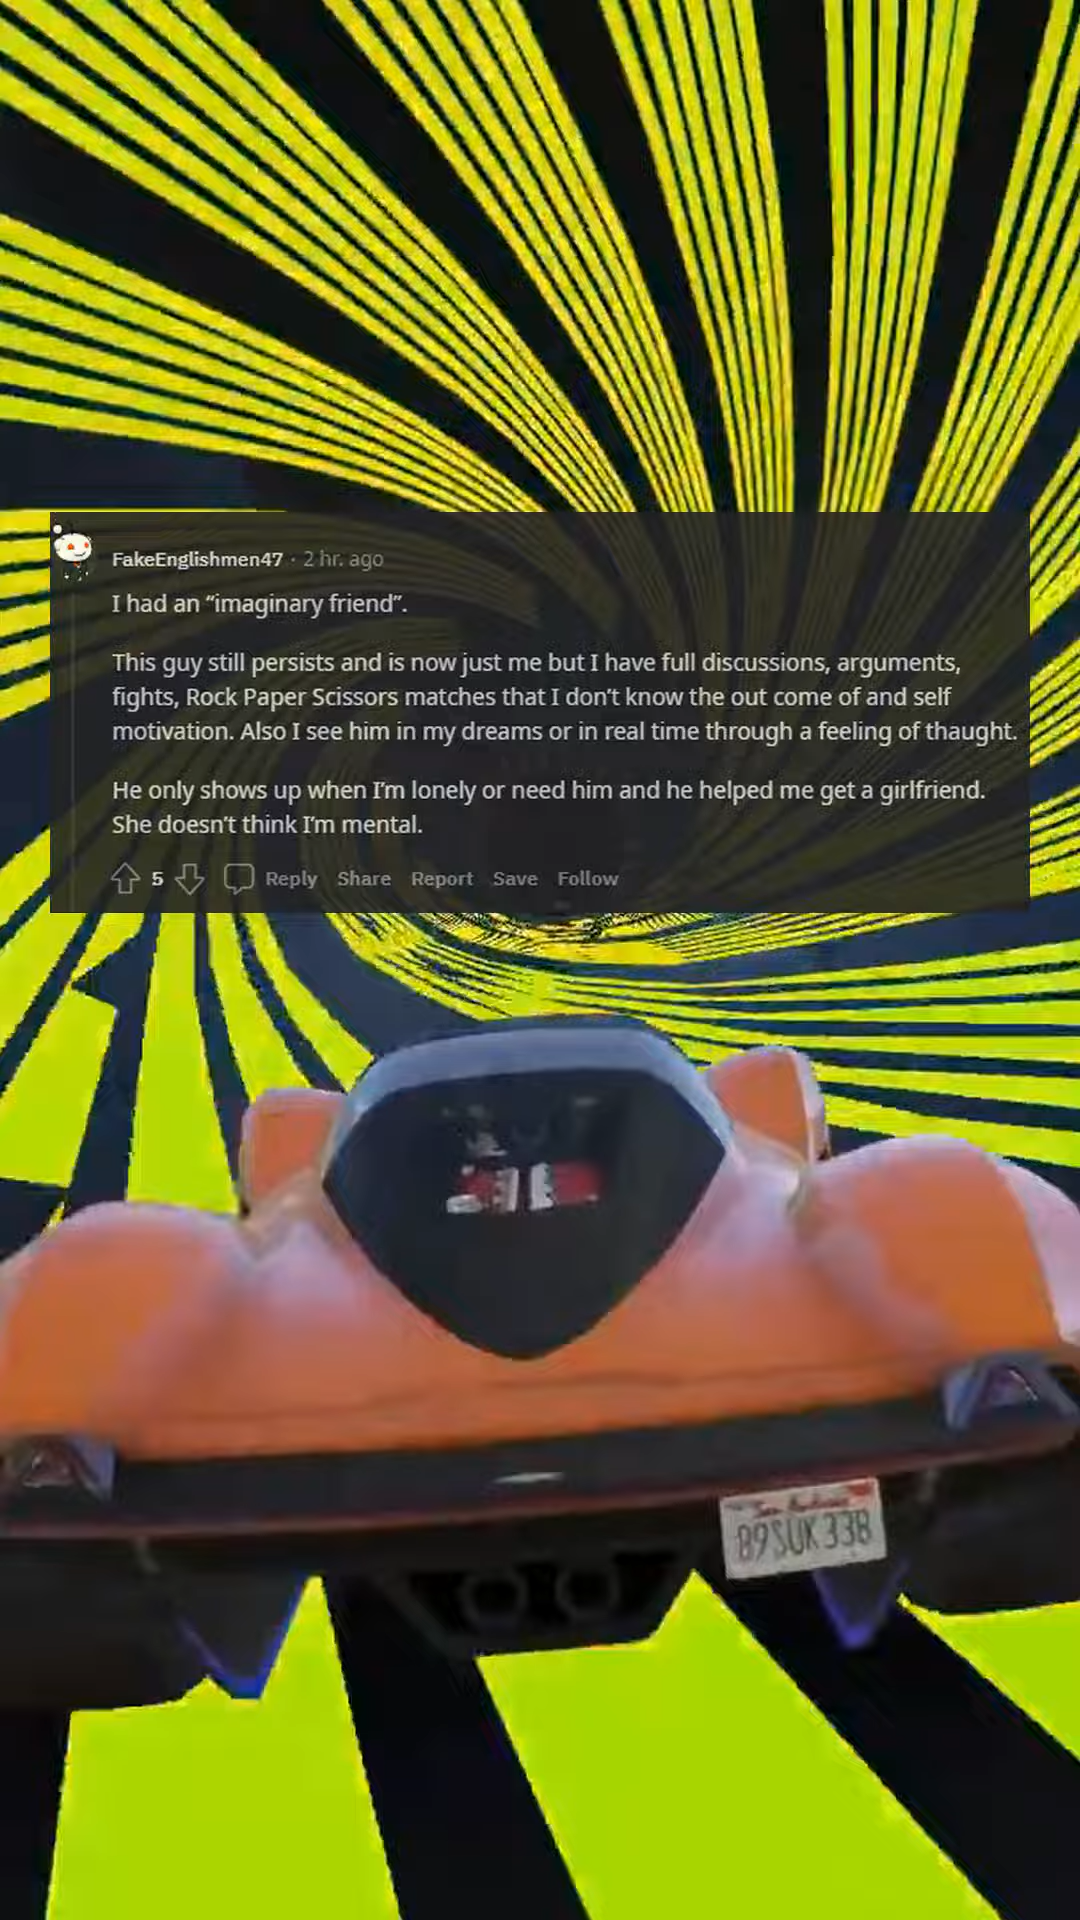 FakeEnglishmen47 · 2 hr. ago
I had an “imaginary friend”.
This guy still persists and is now just me but I have full discussions, arguments,
fights, Rock Paper Scissors matches that I don’t know the out come of and self
motivation. Also I see him in my dreams or in real time through a feeling of thaught.
He only shows up when I’m lonely or need him and he helped me get a girlfriend.
She doesn’t think I’m mental.
5 Reply Share Report Save Follow
89SUK338